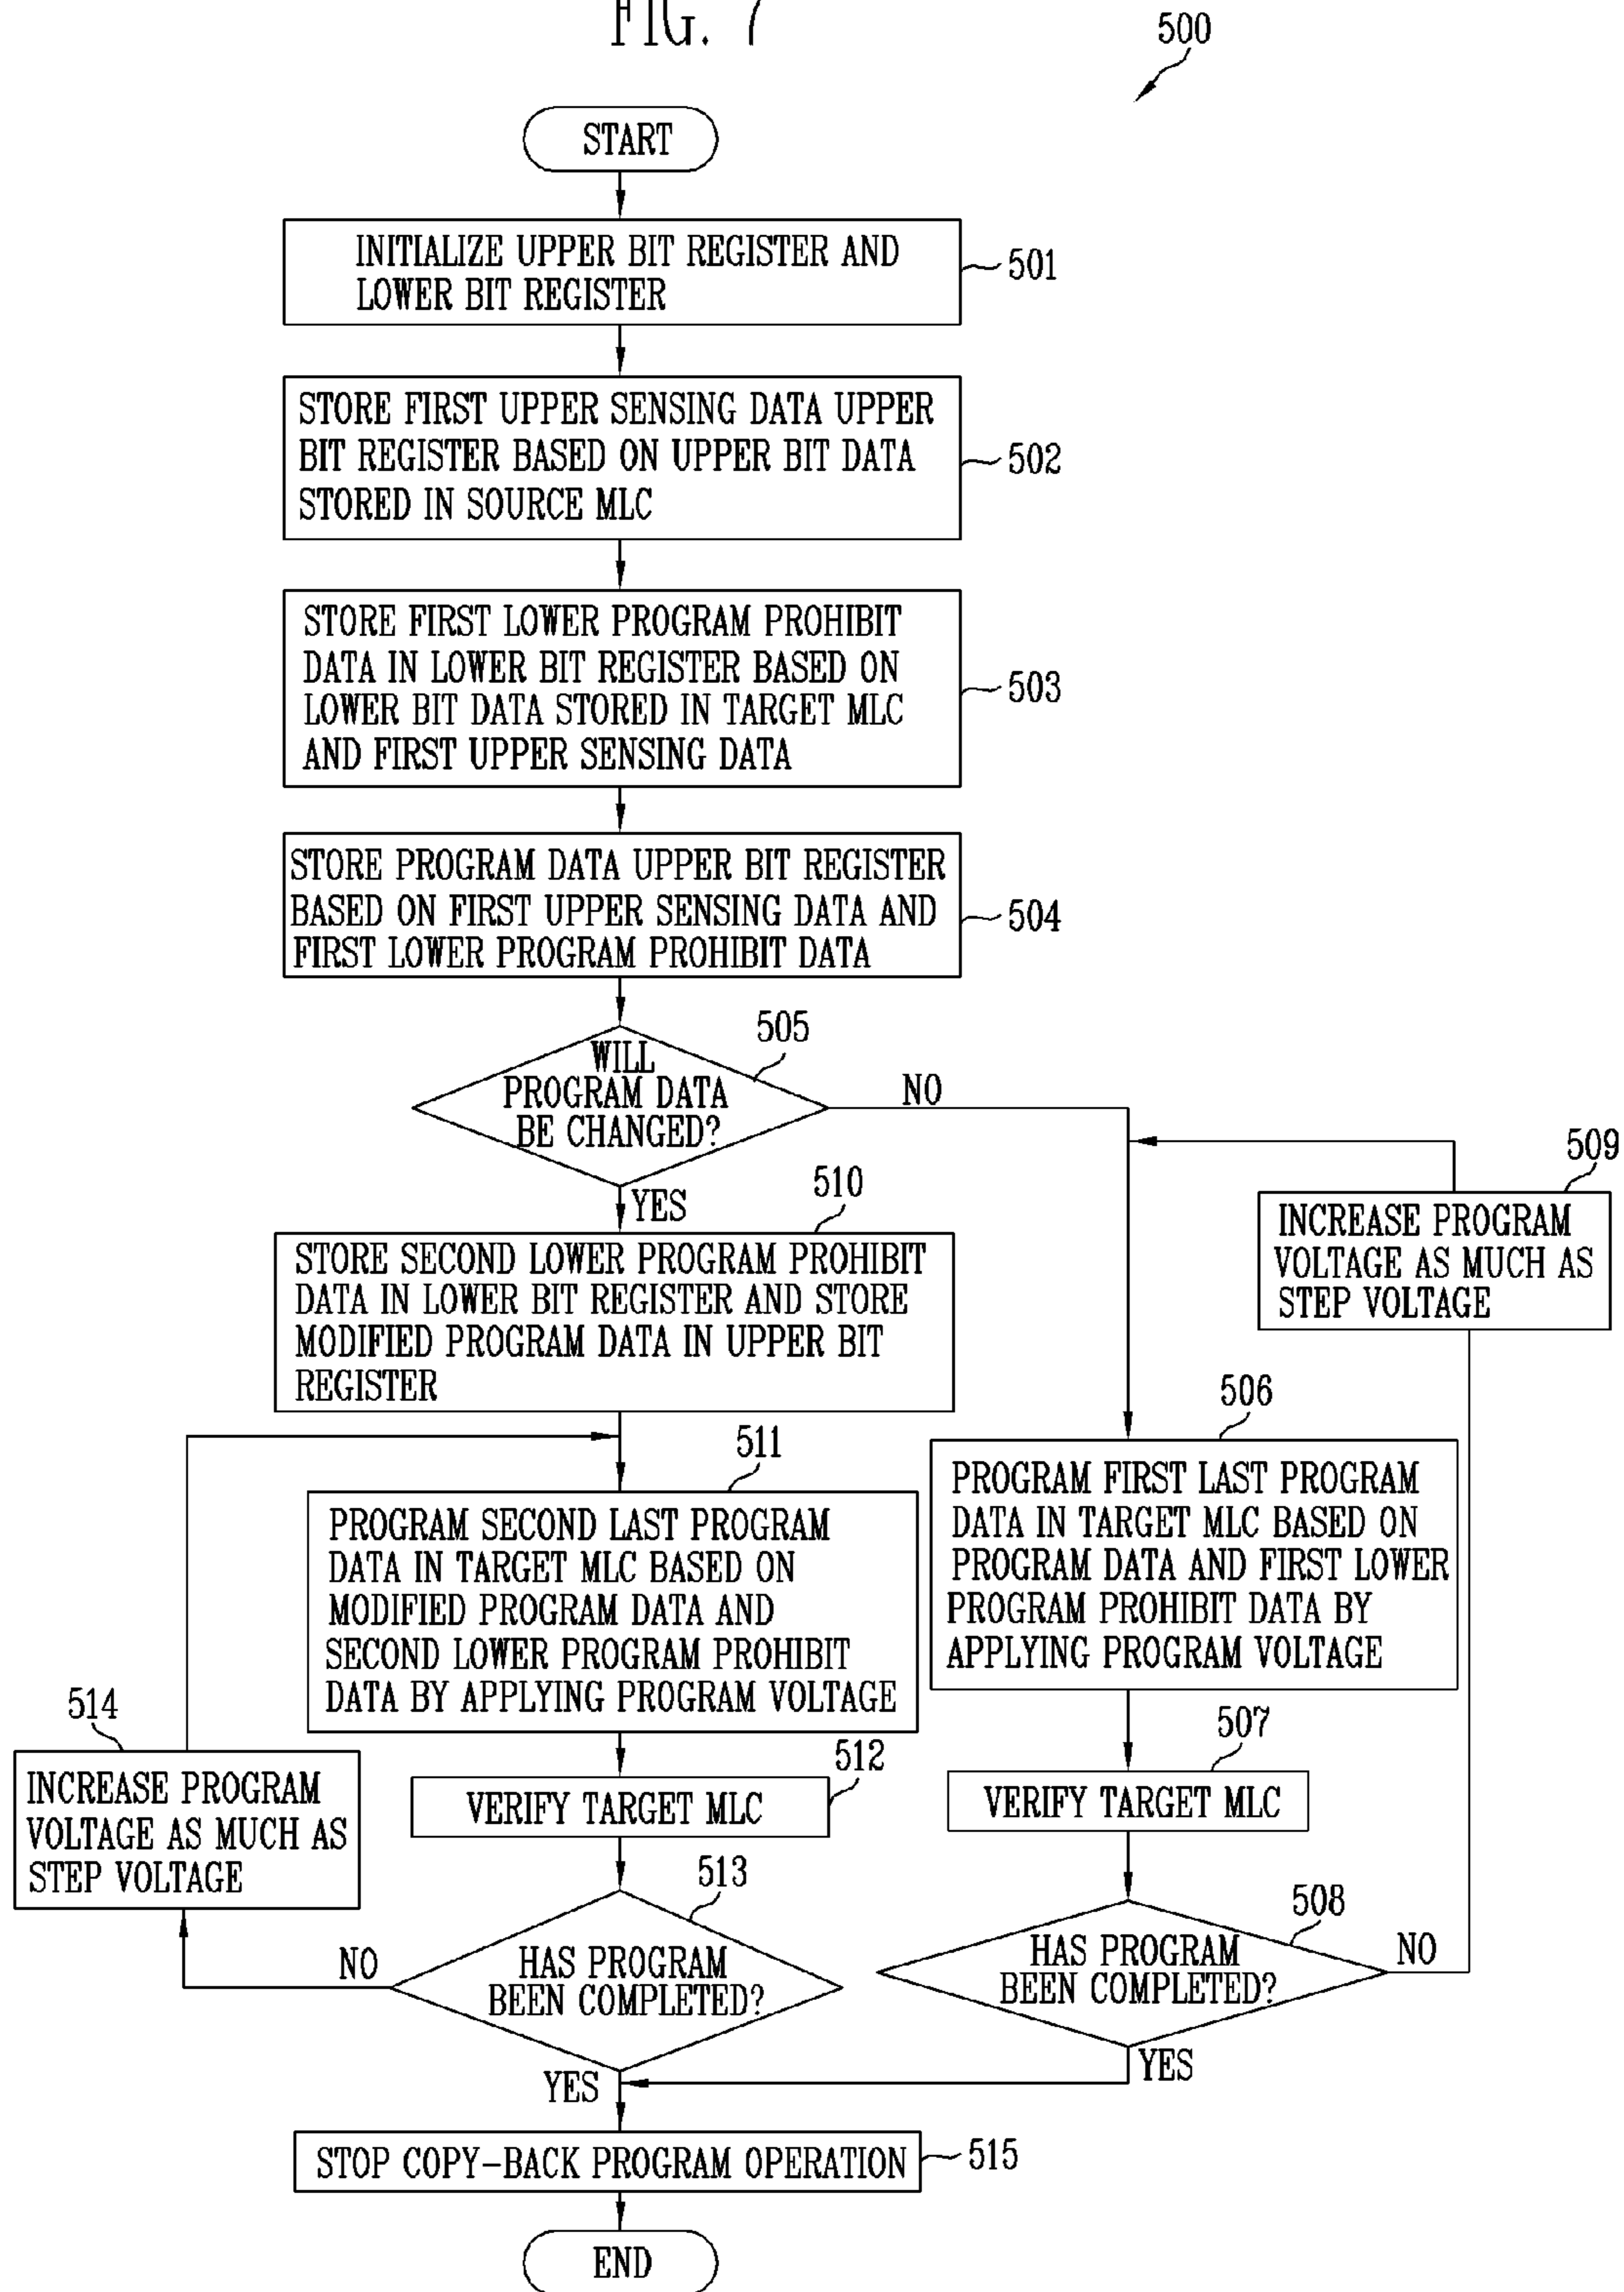 FIG. 7
500
START
INITIALIZE UPPER BIT REGISTER AND
LOWER BIT REGISTER
501
STORE FIRST UPPER SENSING DATA UPPER
BIT REGISTER BASED ON UPPER BIT DATA
STORED IN SOURCE MLC
502
STORE FIRST LOWER PROGRAM PROHIBIT
DATA IN LOWER BIT REGISTER BASED ON
LOWER BIT DATA STORED IN TARGET MLC
AND FIRST UPPER SENSING DATA
503
STORE PROGRAM DATA UPPER BIT REGISTER
BASED ON FIRST UPPER SENSING DATA AND
FIRST LOWER PROGRAM PROHIBIT DATA
504
505
WILL
PROGRAM DATA
BE CHANGED?
NO
YES
509
INCREASE PROGRAM
VOLTAGE AS MUCH AS
STEP VOLTAGE
510
STORE SECOND LOWER PROGRAM PROHIBIT
DATA IN LOWER BIT REGISTER AND STORE
MODIFIED PROGRAM DATA IN UPPER BIT
REGISTER
506
PROGRAM FIRST LAST PROGRAM
DATA IN TARGET MLC BASED ON
PROGRAM DATA AND FIRST LOWER
PROGRAM PROHIBIT DATA BY
APPLYING PROGRAM VOLTAGE
511
PROGRAM SECOND LAST PROGRAM
DATA IN TARGET MLC BASED ON
MODIFIED PROGRAM DATA AND
SECOND LOWER PROGRAM PROHIBIT
DATA BY APPLYING PROGRAM VOLTAGE
514
INCREASE PROGRAM
VOLTAGE AS MUCH AS
STEP VOLTAGE
512
VERIFY TARGET MLC
507
VERIFY TARGET MLC
513
HAS PROGRAM
BEEN COMPLETED?
NO
YES
508
HAS PROGRAM
BEEN COMPLETED?
NO
YES
STOP COPY-BACK PROGRAM OPERATION
515
END